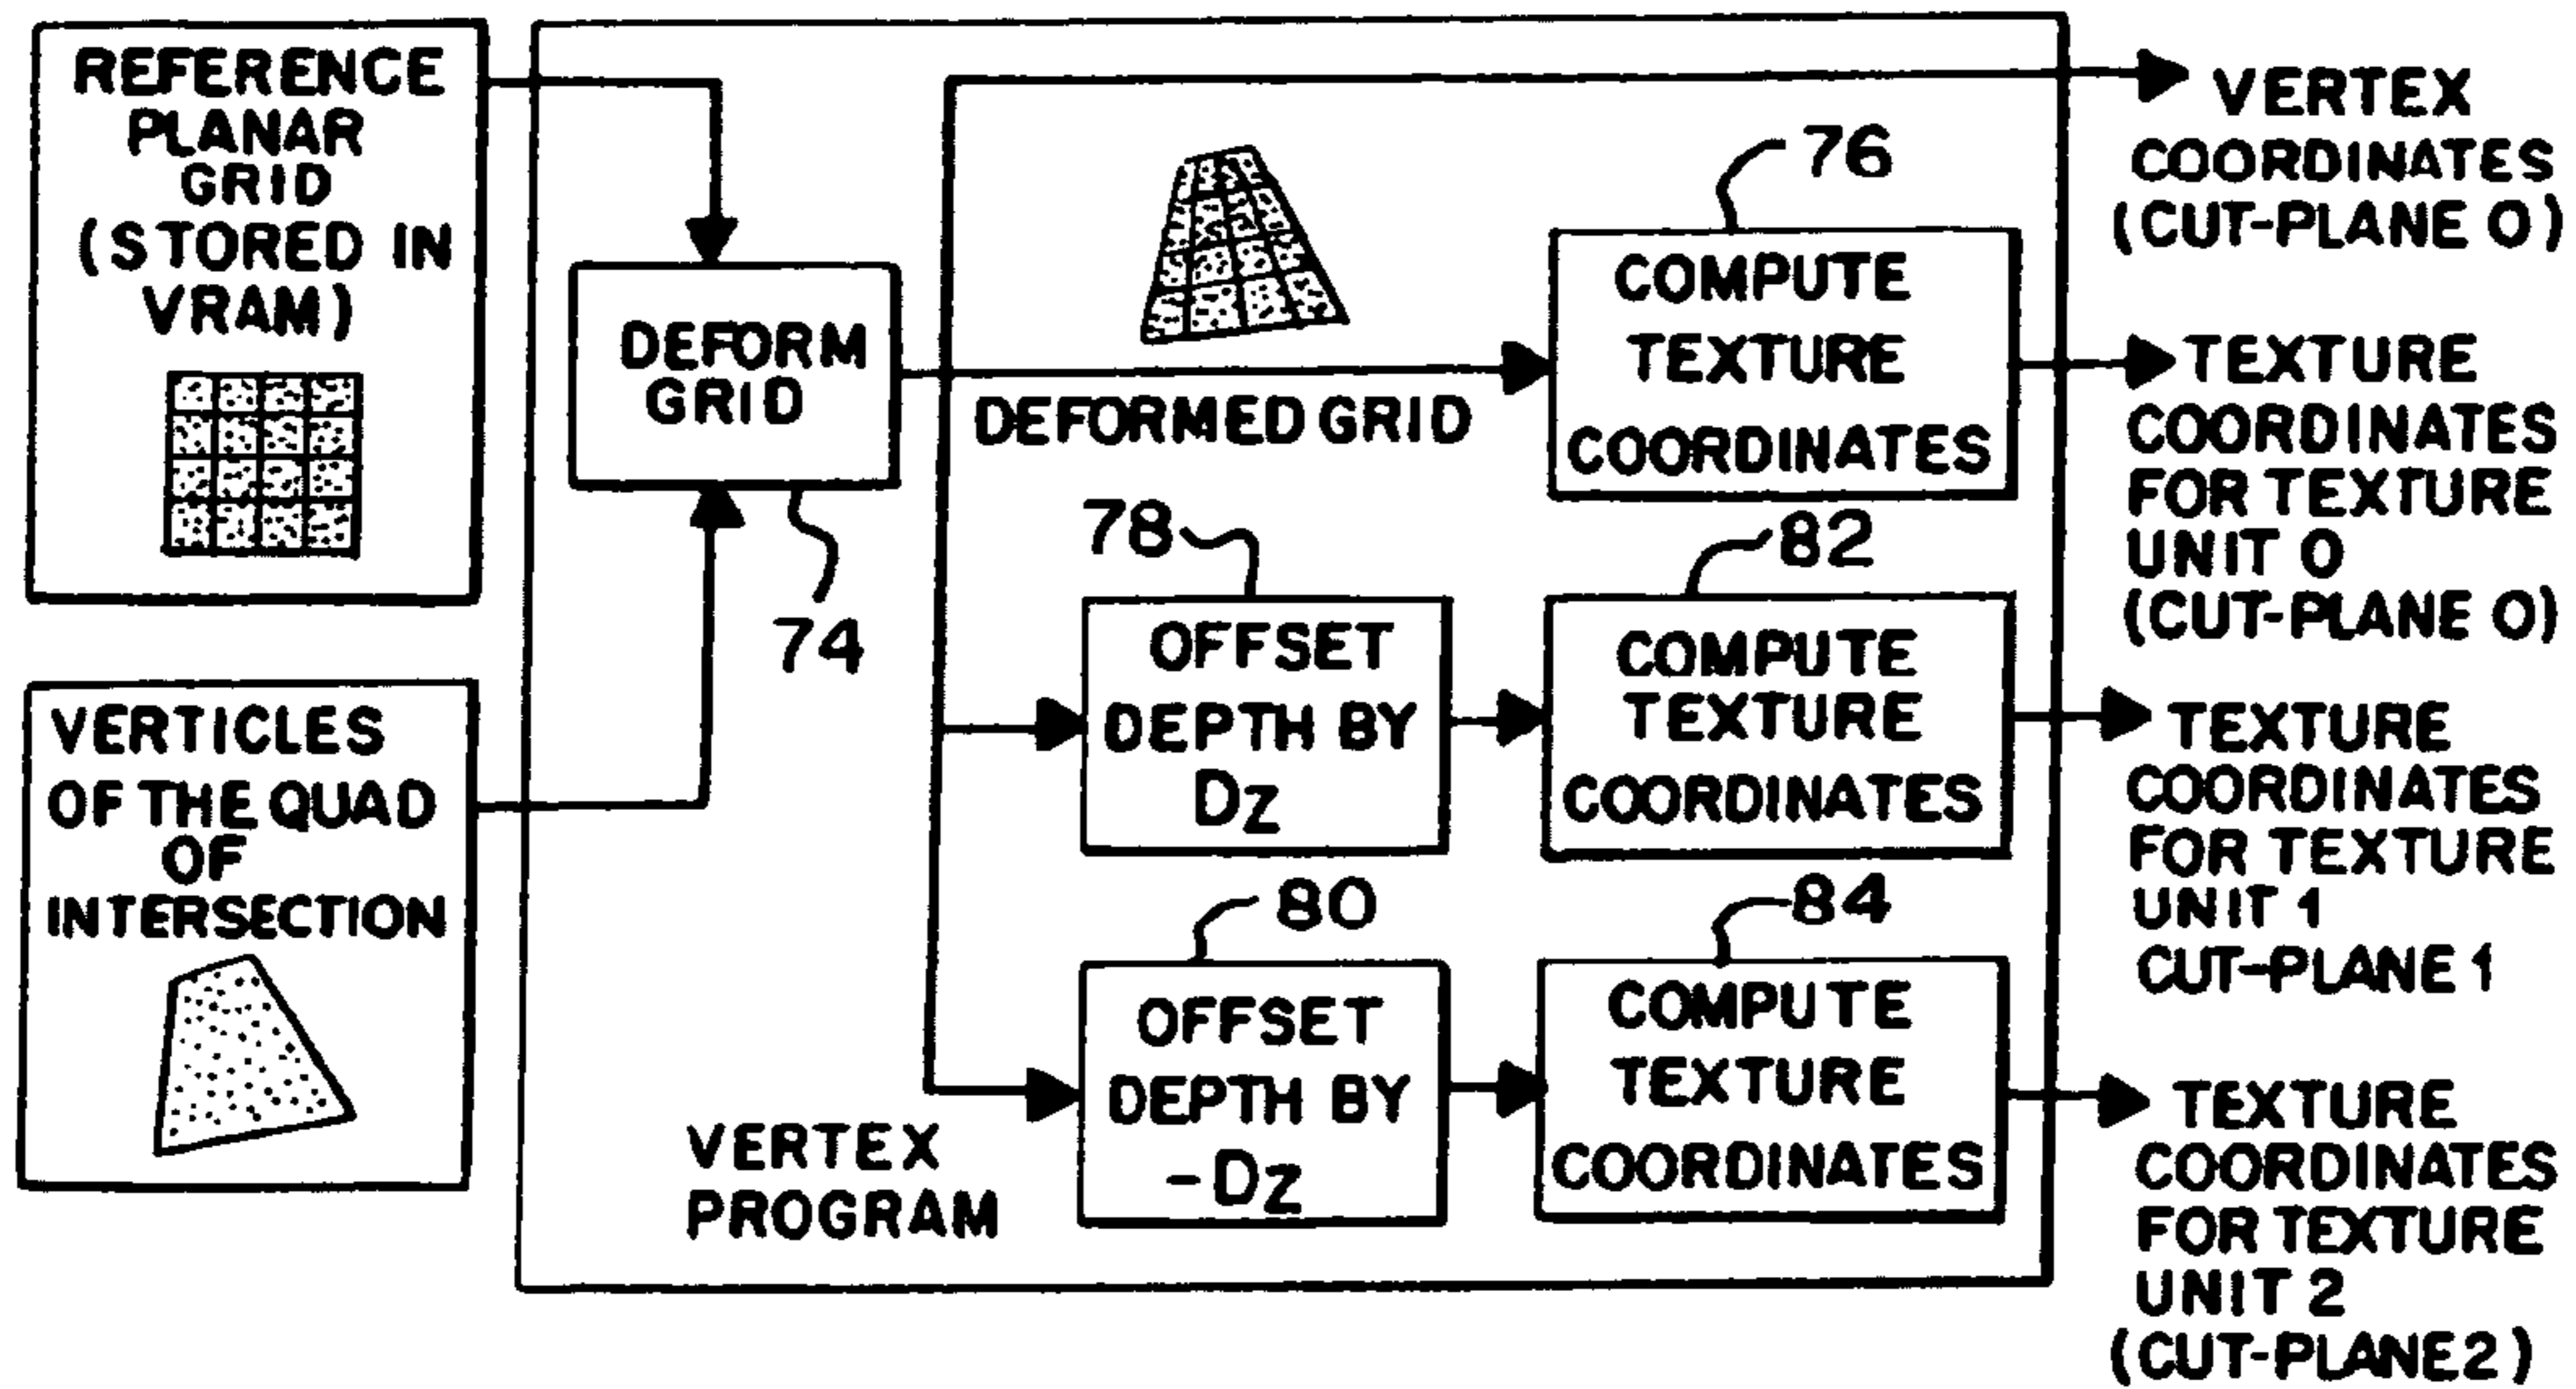 REFERENCE
PLANAR
GRID
(STORED IN
VRAM)
VERTICLES
OF THE QUAD
OF
INTERSECTION
DEFORM
GRID
74
VERTEX
PROGRAM
DEFORMED GRID
76
COMPUTE
TEXTURE
COORDINATES
78
OFFSET
DEPTH BY
DZ
82
COMPUTE
TEXTURE
COORDINATES
80
OFFSET
DEPTH BY
-DZ
84
COMPUTE
TEXTURE
COORDINATES
VERTEX
COORDINATES
(CUT-PLANE 0)
TEXTURE
COORDINATES
FOR TEXTURE
UNIT 0
(CUT-PLANE 0)
TEXTURE
COORDINATES
FOR TEXTURE
UNIT 1
CUT-PLANE 1
TEXTURE
COORDINATES
FOR TEXTURE
UNIT 2
(CUT-PLANE2)